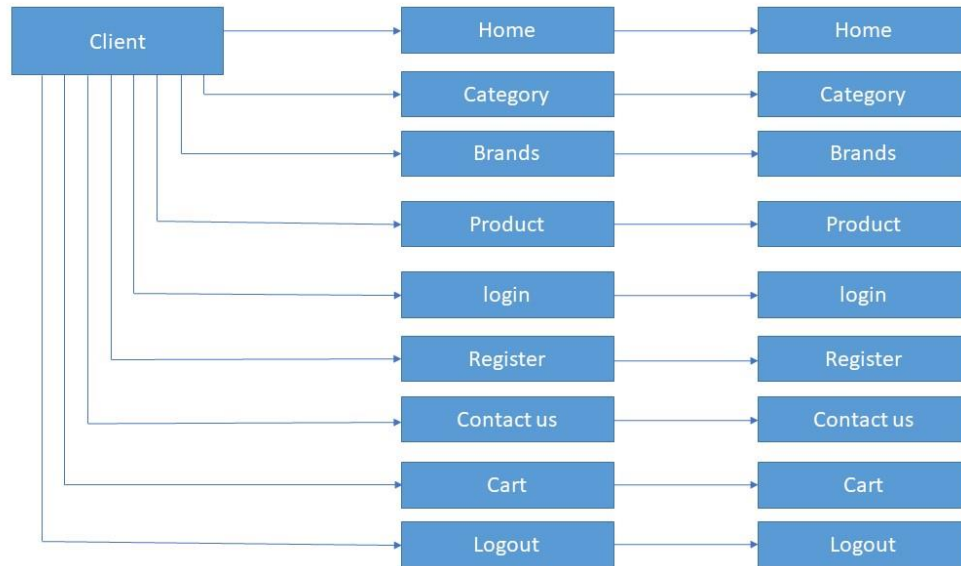 Client
Home
Home
Category
Category
Brands
Brands
Product
Product
login
login
Register
Register
Contact us
Contact us
Cart
Cart
Logout
Logout